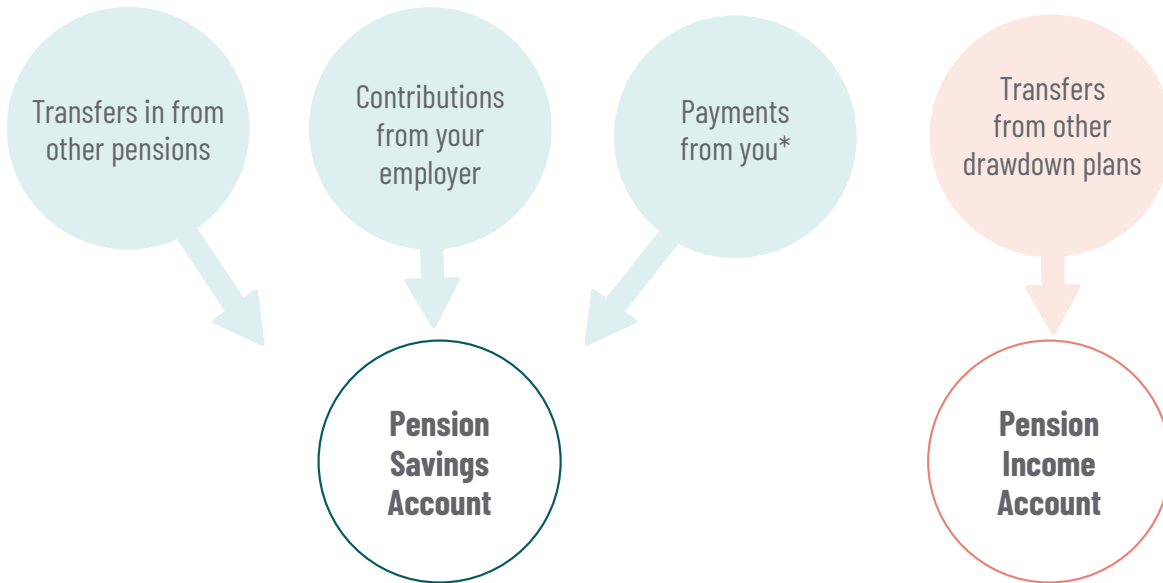 Transfers in from
other pensions
Contributions
from your
employer
Payments
from you*
Transfers
from other
drawdown plans
Pension
Savings
Account
Pension
Income
Account